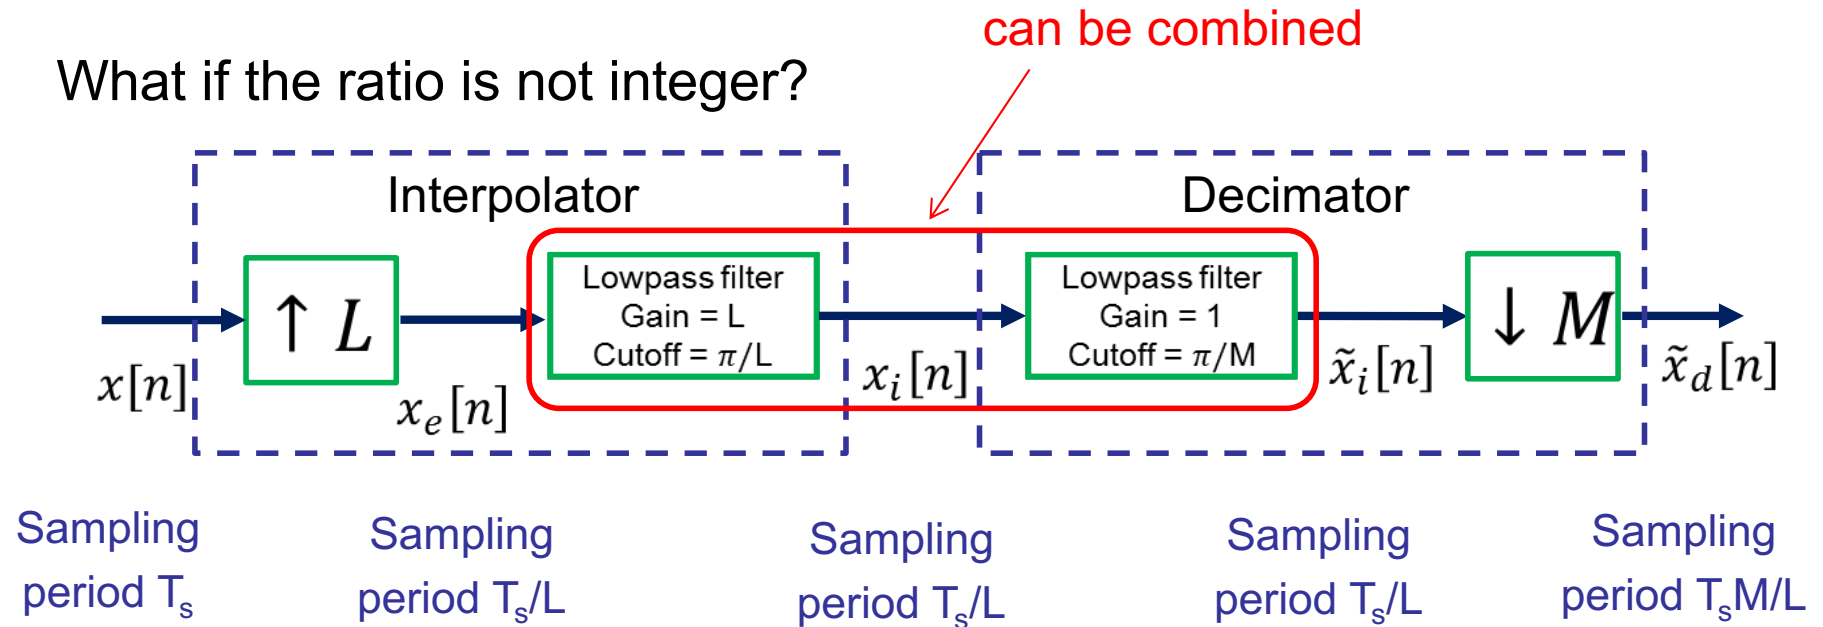 can be combined
What if the ratio is not integer?
Interpolator
Decimator
↑ L
Lowpass filter
Gain = L
Cutoff = π/L
Lowpass filter
Gain = 1
Cutoff = π/M
↓ M
x[n]
xₑ[n]
xᵢ[n]
x̃ᵢ[n]
x̃_d[n]
Sampling
period Tₛ
Sampling
period Tₛ/L
Sampling
period Tₛ/L
Sampling
period Tₛ/L
Sampling
period TₛM/L